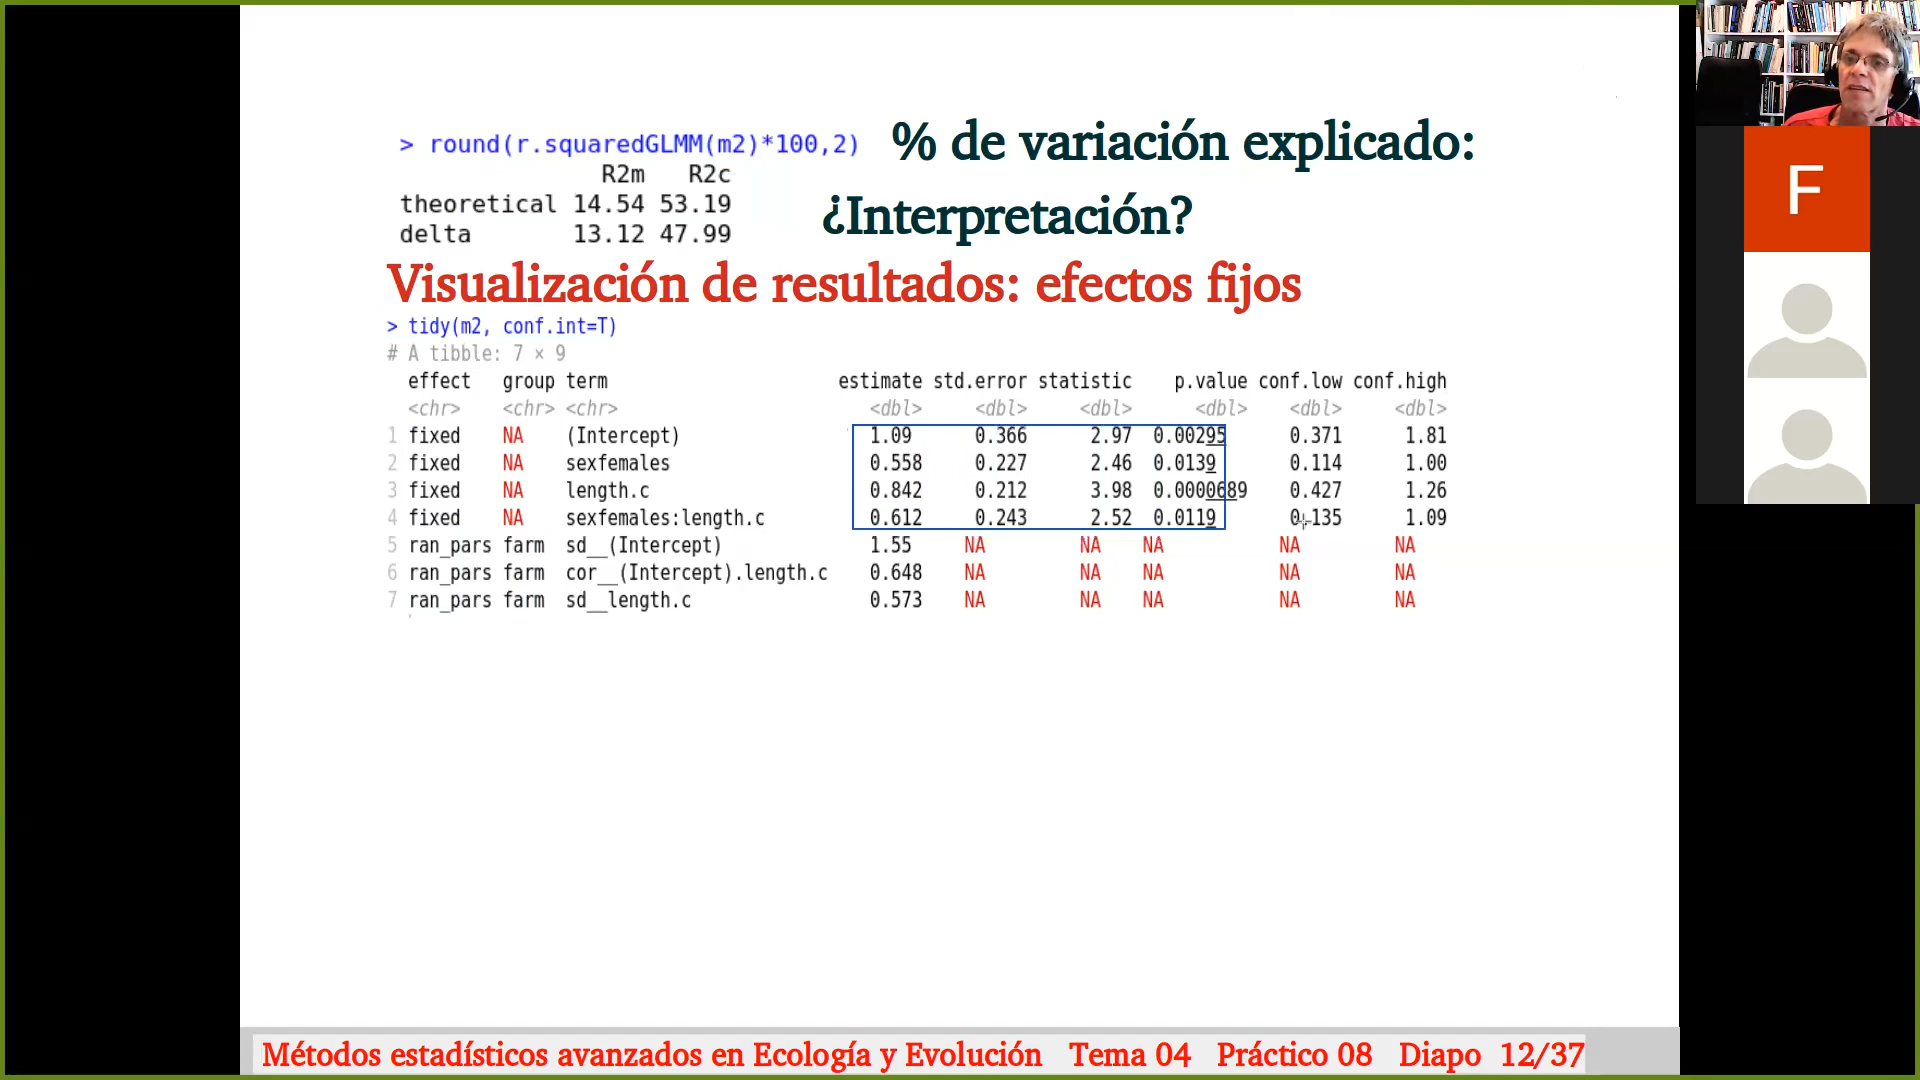 > round(r.squaredGLMM(m2)*100,2) % de variación explicado:
R2m R2c
theoretical 14.54 53.19
delta 13.12 47.99
¿Interpretación?
Visualización de resultados: efectos fijos
> tidy(m2, conf.int=T)
# A tibble: 7 × 9
effect group term estimate std.error statistic p.value conf.low conf.high
<chr> <chr> <chr> <dbl> <dbl> <dbl> <dbl> <dbl> <dbl>
1 fixed NA (Intercept) 1.09 0.366 2.97 0.00295 0.371 1.81
2 fixed NA sexfemales 0.558 0.227 2.46 0.0139 0.114 1.00
3 fixed NA length.c 0.842 0.212 3.98 0.0000689 0.427 1.26
4 fixed NA sexfemales:length.c 0.612 0.243 2.52 0.0119 0.135 1.09
5 ran_pars farm sd__(Intercept) 1.55 NA NA NA NA NA
6 ran_pars farm cor__(Intercept).length.c 0.648 NA NA NA NA NA
7 ran_pars farm sd__length.c 0.573 NA NA NA NA NA
F
Métodos estadísticos avanzados en Ecología y Evolución Tema 04 Práctico 08 Diapo 12/37